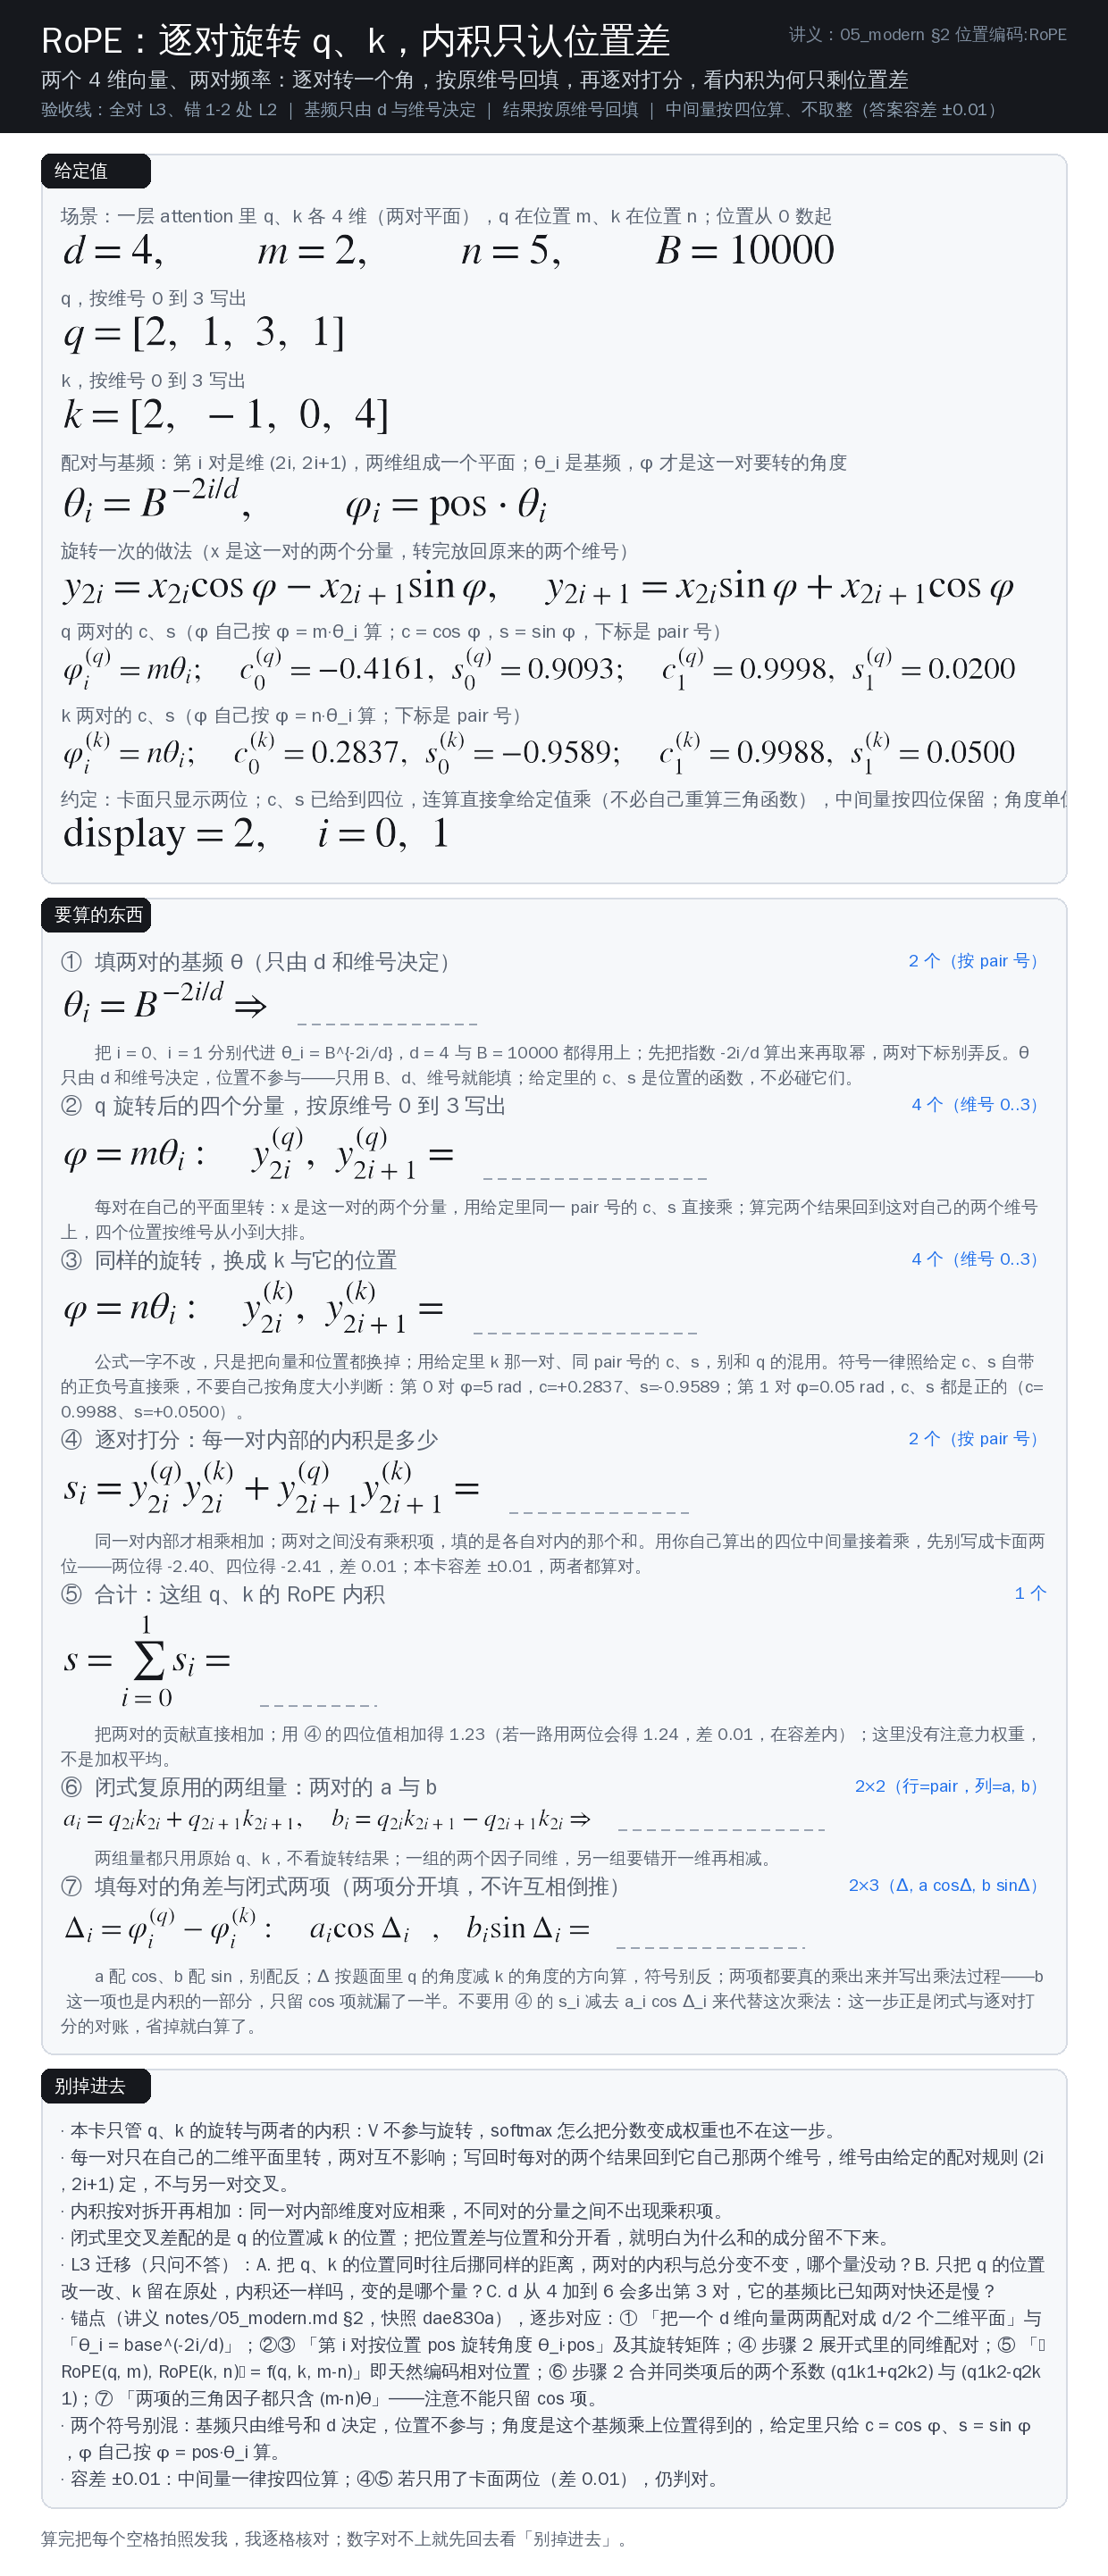 RoPE：逐对旋转 q、k，内积只认位置差
讲义：05_modern §2 位置编码:RoPE
两个 4 维向量、两对频率：逐对转一个角，按原维号回填，再逐对打分，看内积为何只剩位置差
验收线：全对 L3、错 1-2 处 L2 ｜ 基频只由 d 与维号决定 ｜ 结果按原维号回填 ｜ 中间量按四位算、不取整（答案容差 ±0.01）
给定值
场景：一层 attention 里 q、k 各 4 维（两对平面），q 在位置 m、k 在位置 n；位置从 0 数起
d = 4, m = 2, n = 5, B = 10000
q，按维号 0 到 3 写出
q = [2, 1, 3, 1]
k，按维号 0 到 3 写出
k = [2, −1, 0, 4]
配对与基频：第 i 对是维 (2i, 2i+1)，两维组成一个平面；θ_i 是基频，φ 才是这一对要转的角度
θ_i = B^{−2i/d}, φ_i = pos · θ_i
旋转一次的做法（x 是这一对的两个分量，转完放回原来的两个维号）
y_{2i} = x_{2i}cos φ − x_{2i+1}sin φ, y_{2i+1} = x_{2i}sin φ + x_{2i+1}cos φ
q 两对的 c、s（φ 自己按 φ = m·θ_i 算；c = cos φ，s = sin φ，下标是 pair 号）
φ_i^{(q)} = mθ_i; c_0^{(q)} = −0.4161, s_0^{(q)} = 0.9093; c_1^{(q)} = 0.9998, s_1^{(q)} = 0.0200
k 两对的 c、s（φ 自己按 φ = n·θ_i 算；下标是 pair 号）
φ_i^{(k)} = nθ_i; c_0^{(k)} = 0.2837, s_0^{(k)} = −0.9589; c_1^{(k)} = 0.9988, s_1^{(k)} = 0.0500
约定：卡面只显示两位；c、s 已给到四位，连算直接拿给定值乘（不必自己重算三角函数），中间量按四位保留；角度单
display = 2, i = 0, 1
要算的东西
① 填两对的基频 θ（只由 d 和维号决定）
2 个（按 pair 号）
θ_i = B^{−2i/d} ⇒
把 i = 0、i = 1 分别代进 θ_i = B^{-2i/d}，d = 4 与 B = 10000 都得用上；先把指数 -2i/d 算出来再取幂，两对下标别弄反。θ
只由 d 和维号决定，位置不参与——只用 B、d、维号就能填；给定里的 c、s 是位置的函数，不必碰它们。
② q 旋转后的四个分量，按原维号 0 到 3 写出
4 个（维号 0..3）
φ = mθ_i : y_{2i}^{(q)}, y_{2i+1}^{(q)} =
每对在自己的平面里转：x 是这一对的两个分量，用给定里同一 pair 号的 c、s 直接乘；算完两个结果回到这对自己的两个维号
上，四个位置按维号从小到大排。
③ 同样的旋转，换成 k 与它的位置
4 个（维号 0..3）
φ = nθ_i : y_{2i}^{(k)}, y_{2i+1}^{(k)} =
公式一字不改，只是把向量和位置都换掉；用给定里 k 那一对、同 pair 号的 c、s，别和 q 的混用。符号一律照给定 c、s 自带
的正负号直接乘，不要自己按角度大小判断：第 0 对 φ=5 rad，c=+0.2837、s=-0.9589；第 1 对 φ=0.05 rad，c、s 都是正的（c=
0.9988、s=+0.0500）。
④ 逐对打分：每一对内部的内积是多少
2 个（按 pair 号）
s_i = y_{2i}^{(q)}y_{2i}^{(k)} + y_{2i+1}^{(q)}y_{2i+1}^{(k)} =
同一对内部才相乘相加；两对之间没有乘积项，填的是各自对内的那个和。用你自己算出的四位中间量接着乘，先别写成卡面两
位——两位得 -2.40、四位得 -2.41，差 0.01；本卡容差 ±0.01，两者都算对。
⑤ 合计：这组 q、k 的 RoPE 内积
1 个
s = ∑_{i=0}^{1} s_i =
把两对的贡献直接相加；用 ④ 的四位值相加得 1.23（若一路用两位会得 1.24，差 0.01，在容差内）；这里没有注意力权重，
不是加权平均。
⑥ 闭式复原用的两组量：两对的 a 与 b
2×2（行=pair，列=a, b）
a_i = q_{2i}k_{2i} + q_{2i+1}k_{2i+1}, b_i = q_{2i}k_{2i+1} − q_{2i+1}k_{2i} ⇒
两组量都只用原始 q、k，不看旋转结果；一组的两个因子同维，另一组要错开一维再相减。
⑦ 填每对的角差与闭式两项（两项分开填，不许互相倒推）
2×3（Δ, a cosΔ, b sinΔ）
Δ_i = φ_i^{(q)} − φ_i^{(k)} : a_i cos Δ_i , b_i sin Δ_i =
a 配 cos、b 配 sin，别配反；Δ 按题面里 q 的角度减 k 的角度的方向算，符号别反；两项都要真的乘出来并写出乘法过程——b
这一项也是内积的一部分，只留 cos 项就漏了一半。不要用 ④ 的 s_i 减去 a_i cos Δ_i 来代替这次乘法：这一步正是闭式与逐对打
分的对账，省掉就白算了。
别掉进去
· 本卡只管 q、k 的旋转与两者的内积：V 不参与旋转，softmax 怎么把分数变成权重也不在这一步。
· 每一对只在自己的二维平面里转，两对互不影响；写回时每对的两个结果回到它自己那两个维号，维号由给定的配对规则 (2i
, 2i+1) 定，不与另一对交叉。
· 内积按对拆开再相加：同一对内部维度对应相乘，不同对的分量之间不出现乘积项。
· 闭式里交叉差配的是 q 的位置减 k 的位置；把位置差与位置和分开看，就明白为什么和的成分留不下来。
· L3 迁移（只问不答）：A. 把 q、k 的位置同时往后挪同样的距离，两对的内积与总分变不变，哪个量没动？B. 只把 q 的位置
改一改、k 留在原处，内积还一样吗，变的是哪个量？C. d 从 4 加到 6 会多出第 3 对，它的基频比已知两对快还是慢？
· 锚点（讲义 notes/05_modern.md §2，快照 dae830a），逐步对应：① 「把一个 d 维向量两两配对成 d/2 个二维平面」与
「θ_i = base^(-2i/d)」；②③ 「第 i 对按位置 pos 旋转角度 θ_i·pos」及其旋转矩阵；④ 步骤 2 展开式里的同维配对；⑤ 「
RoPE(q, m), RoPE(k, n) = f(q, k, m-n)」即天然编码相对位置；⑥ 步骤 2 合并同类项后的两个系数 (q1k1+q2k2) 与 (q1k2-q2k
1)；⑦ 「两项的三角因子都只含 (m-n)θ」——注意不能只留 cos 项。
· 两个符号别混：基频只由维号和 d 决定，位置不参与；角度是这个基频乘上位置得到的，给定里只给 c = cos φ、s = sin φ
，φ 自己按 φ = pos·θ_i 算。
· 容差 ±0.01：中间量一律按四位算；④⑤ 若只用了卡面两位（差 0.01），仍判对。
算完把每个空格拍照发我，我逐格核对；数字对不上就先回去看「别掉进去」。